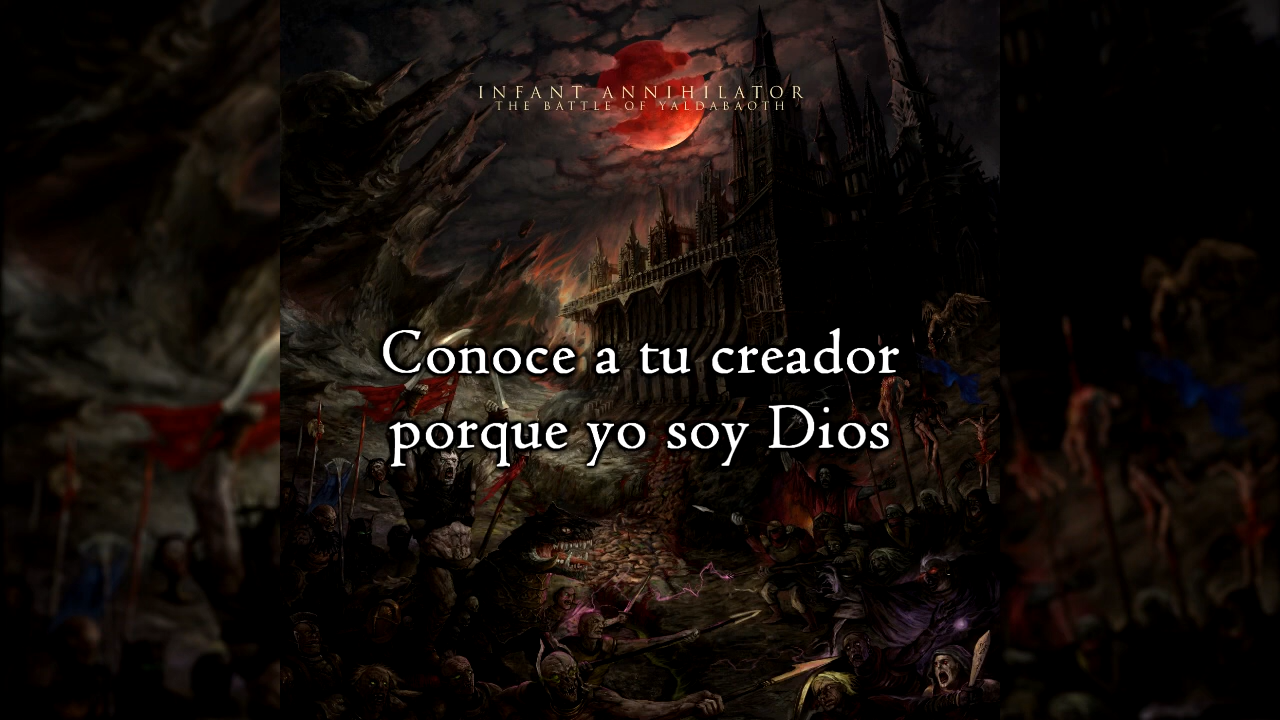 INFANT ANNIHILATOR
THE BATTLE OF YALDABAOTH
Conoce a tu creador
porque yo soy Dios